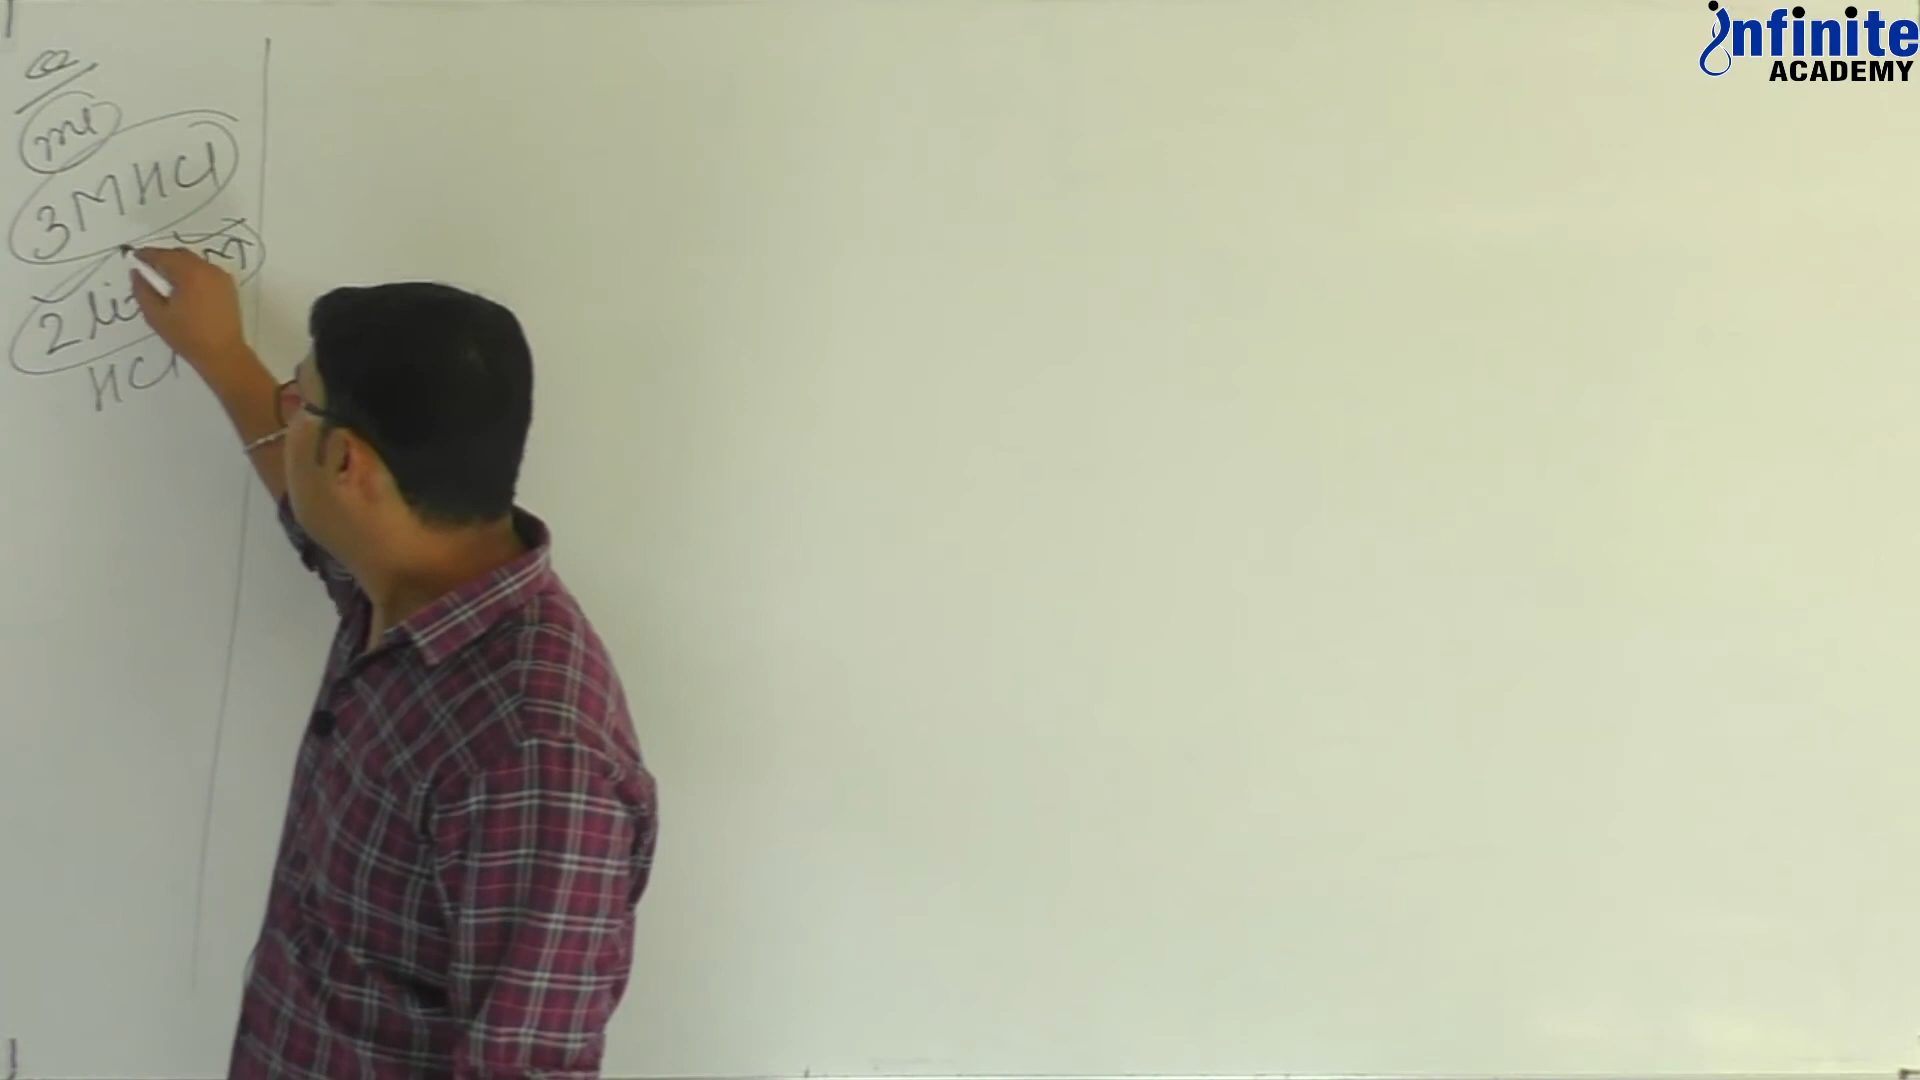 infinite
ACADEMY
Q
ml
3M HCl
2 lit M
HCl